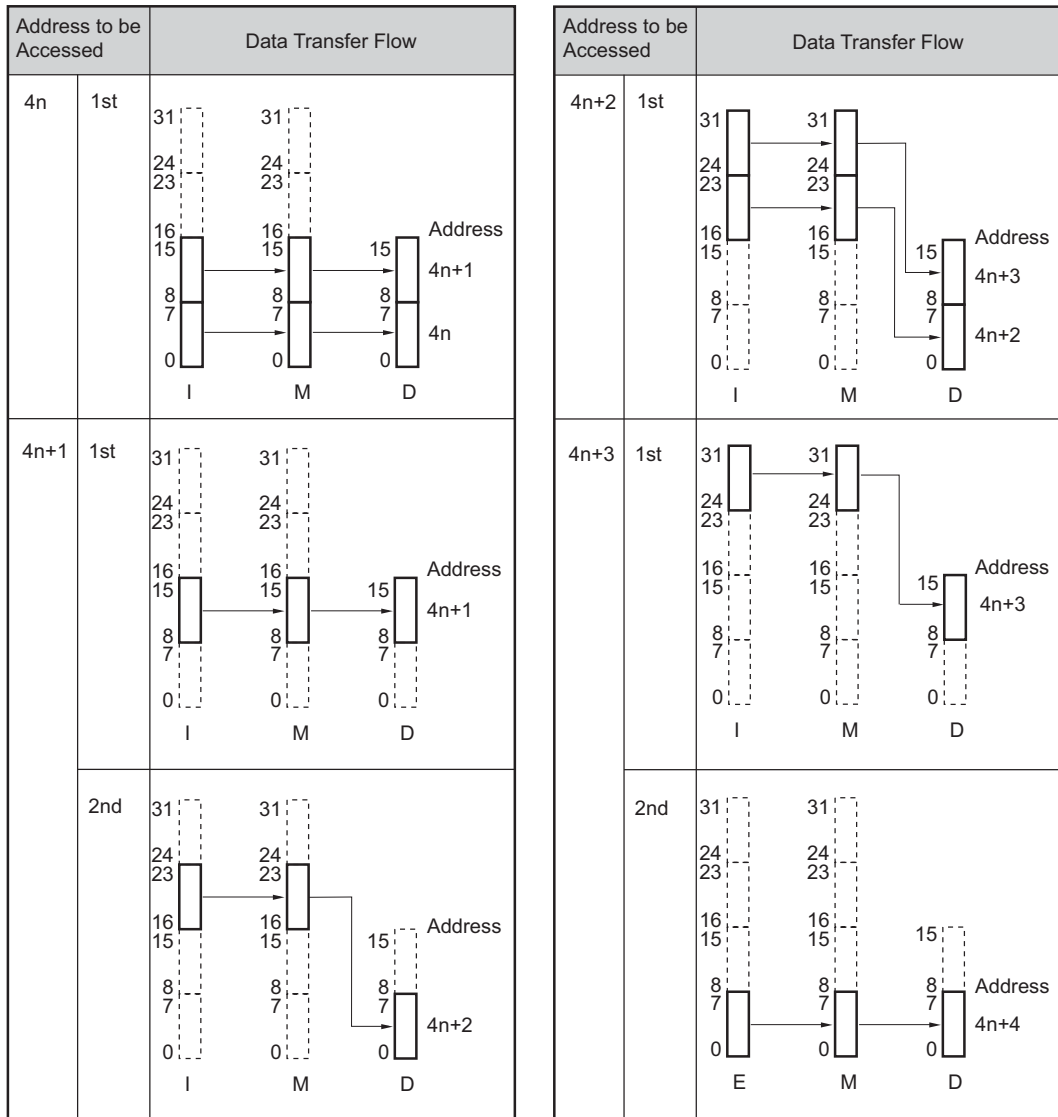 Address to be
Accessed
Data Transfer Flow
4n
1st
31
31
24
24
23
23
16
16
Address
15
15
15
4n+1
8
8
8
7
7
7
4n
0
0
0
I
M
D
4n+1
1st
31
31
24
24
23
23
16
16
Address
15
15
15
4n+1
8
8
8
7
7
7
0
0
0
I
M
D
2nd
31
31
24
24
23
23
16
16
Address
15
15
15
8
8
8
7
7
7
4n+2
0
0
0
I
M
D
Address to be
Accessed
Data Transfer Flow
4n+2
1st
31
31
24
24
23
23
16
16
Address
15
15
15
4n+3
8
8
8
7
7
7
4n+2
0
0
0
I
M
D
4n+3
1st
31
31
24
24
23
23
16
16
Address
15
15
15
4n+3
8
8
8
7
7
7
0
0
0
I
M
D
2nd
31
31
24
24
23
23
16
16
15
15
15
8
8
8
Address
7
7
7
4n+4
0
0
0
E
M
D